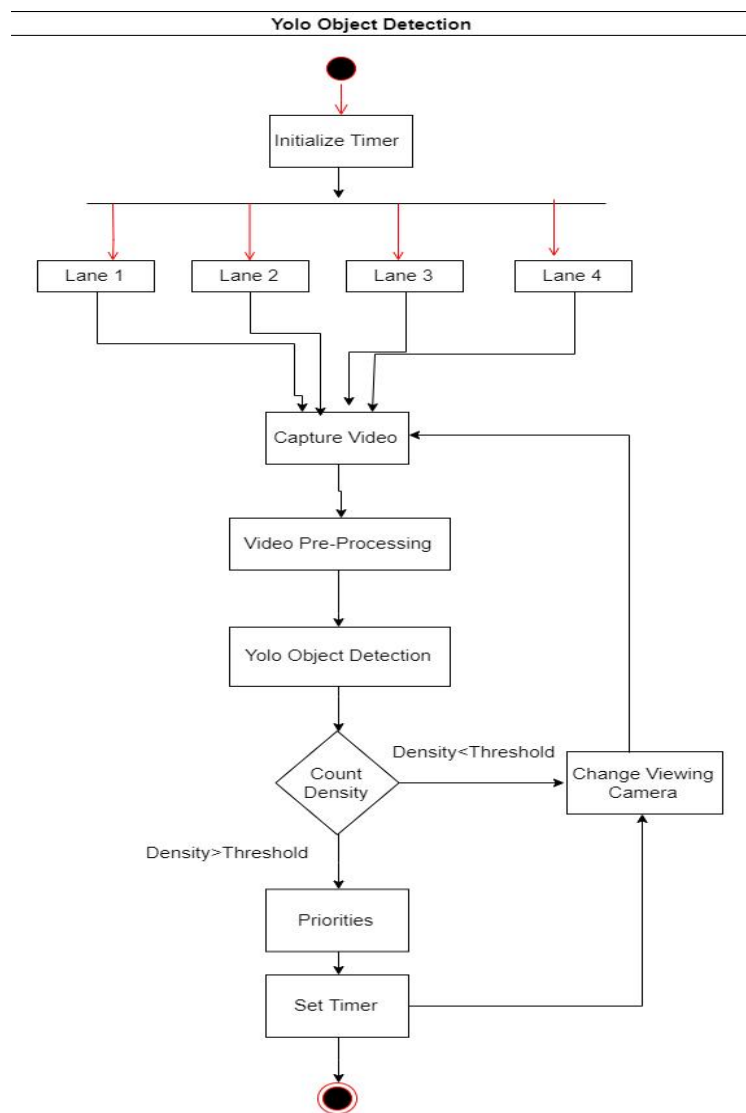 Yolo Object Detection
Initialize Timer
Lane 1
Lane 2
Lane 3
Lane 4
Capture Video
Video Pre-Processing
Yolo Object Detection
Count
Density
Density<Threshold
Change Viewing
Camera
Density>Threshold
Priorities
Set Timer